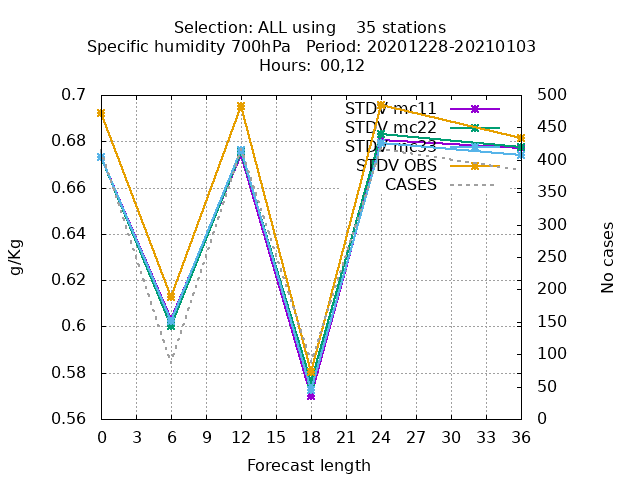 Selection: ALL using    35 stations
Specific humidity 700hPa   Period: 20201228-20210103
Hours:  00,12
0.7
0.68
0.66
0.64
0.62
0.6
0.58
0.56
500
450
400
350
300
250
200
150
100
50
0
g/Kg
No cases
STDV mc11
STDV mc22
STDV mc33
STDV OBS
CASES
0 3 6 9 12 15 18 21 24 27 30 33 36
Forecast length